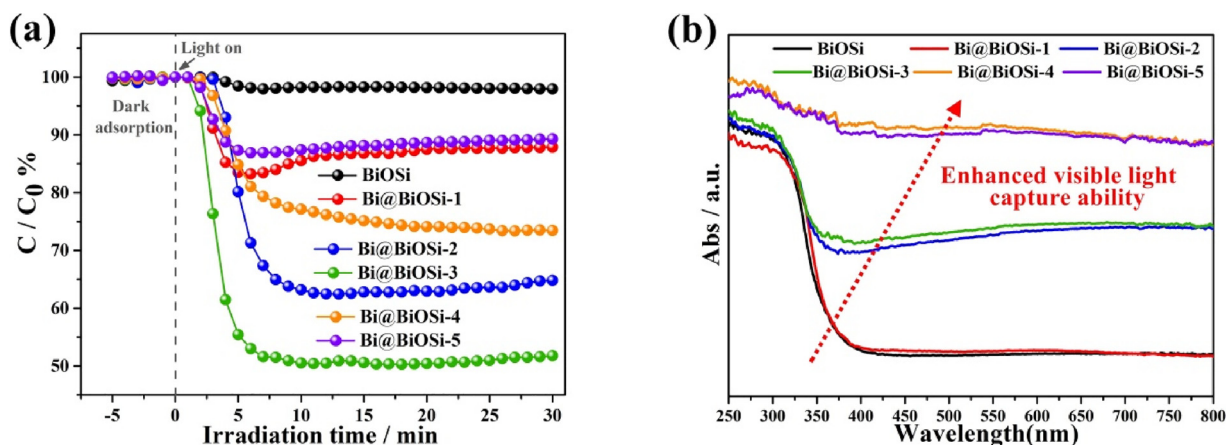 (a)
Light on
Dark
adsorption
BiOSi
Bi@BiOSi-1
Bi@BiOSi-2
Bi@BiOSi-3
Bi@BiOSi-4
Bi@BiOSi-5
C / C0 %
100
90
80
70
60
50
-5 0 5 10 15 20 25 30
Irradiation time / min
(b)
BiOSi Bi@BiOSi-1 Bi@BiOSi-2
Bi@BiOSi-3 Bi@BiOSi-4 Bi@BiOSi-5
Enhanced visible light
capture ability
Abs / a.u.
250 300 350 400 450 500 550 600 650 700 750 800
Wavelength(nm)